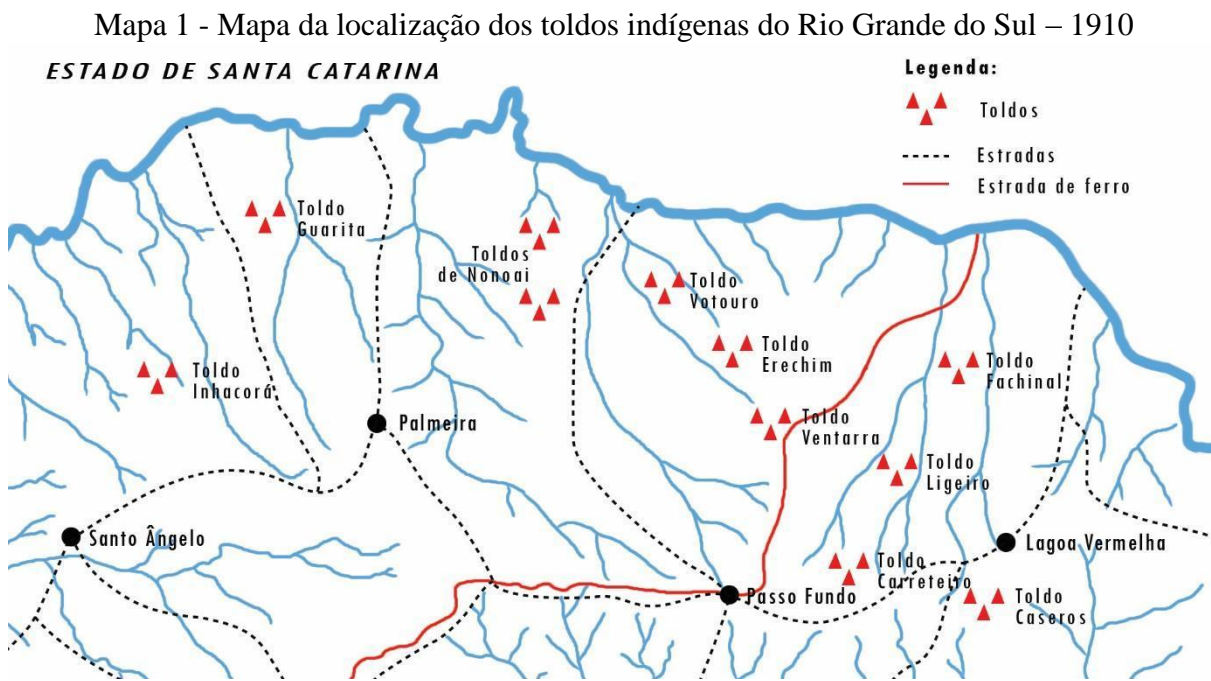 Mapa 1 - Mapa da localização dos toldos indígenas do Rio Grande do Sul – 1910
ESTADO DE SANTA CATARINA
Legenda:
Toldos
Estradas
Estrada de ferro
Toldo
Guarita
Toldos
de Nonoai
Toldo
Votouro
Toldo
Erechim
Toldo
Fachinal
Toldo
Inhacorá
Palmeira
Toldo
Ventarra
Toldo
Ligeiro
Santo Ângelo
Lagoa Vermelha
Toldo
Carreteiro
Passo Fundo
Toldo
Caseros